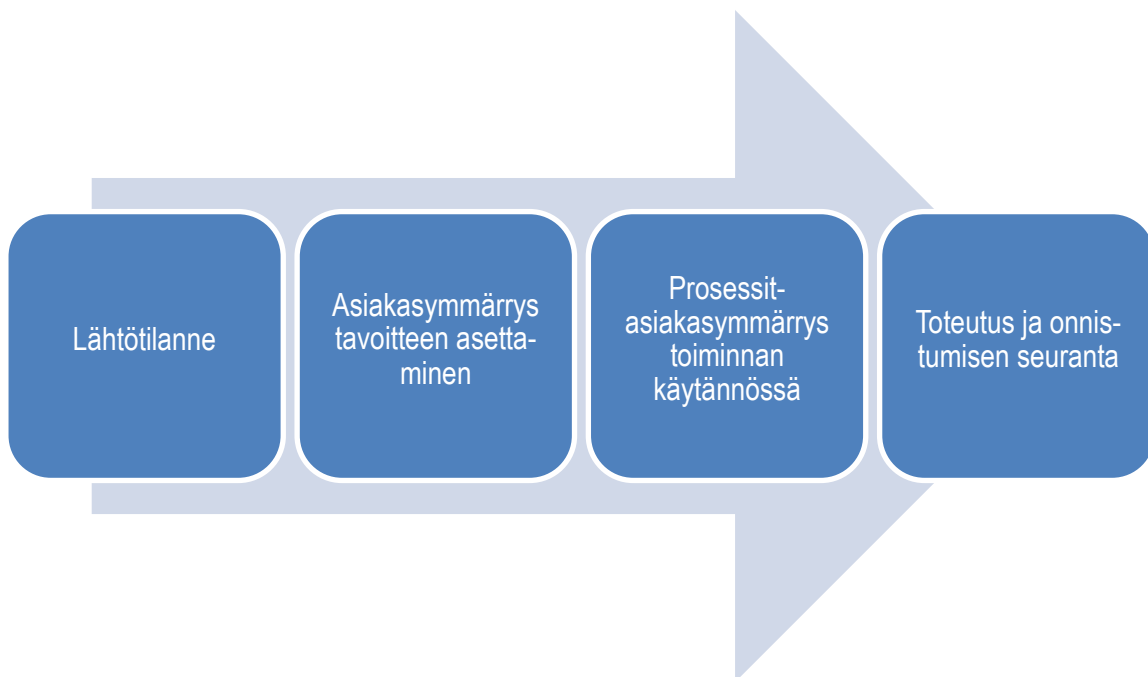 Lähtötilanne
Asiakasymmärrys
tavoitteen asetta-
minen
Prosessit-
asiakasymmärrys
toiminnan
käytännössä
Toteutus ja onnis-
tumisen seuranta